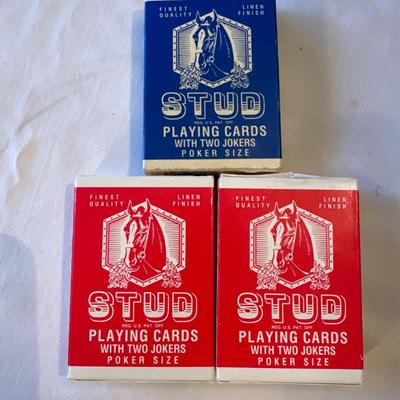 FINEST QUALITY
LINEN FINISH
STUD
REG. U.S. PAT. OFF.
PLAYING CARDS
WITH TWO JOKERS
POKER SIZE
FINEST QUALITY
LINEN FINISH
STUD
REG. U.S. PAT OFF
PLAYING CARDS
WITH TWO JOKERS
POKER SIZE
FINEST QUALITY
LINEN FINISH
STUD
REG. U.S. PAT OFF
PLAYING CARDS
WITH TWO JOKERS
POKER SIZE